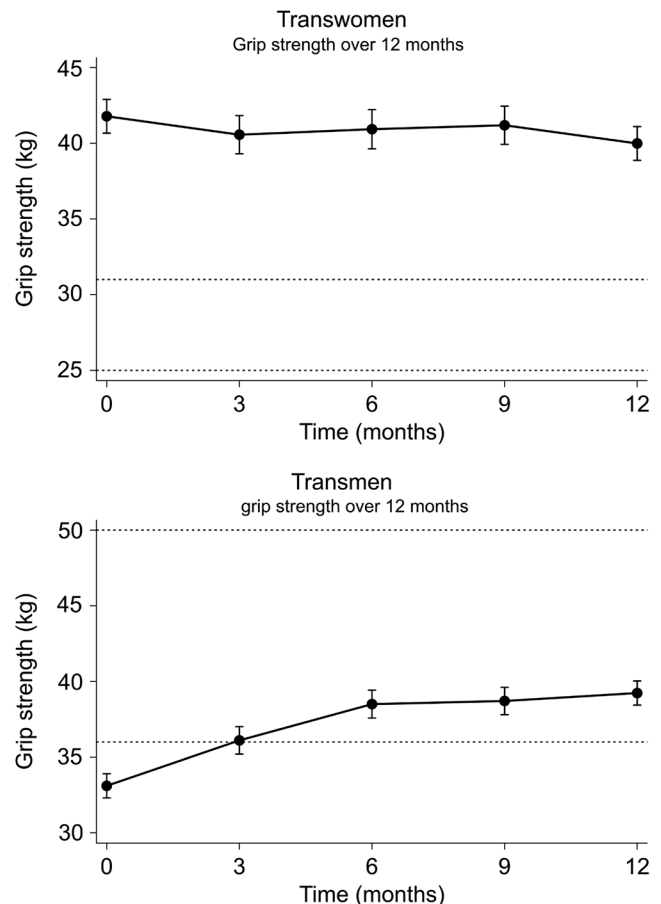 Transwomen
Grip strength over 12 months
45
40
35
30
25
Grip strength (kg)
0 3 6 9 12
Time (months)
Transmen
grip strength over 12 months
50
45
40
35
30
Grip strength (kg)
0 3 6 9 12
Time (months)